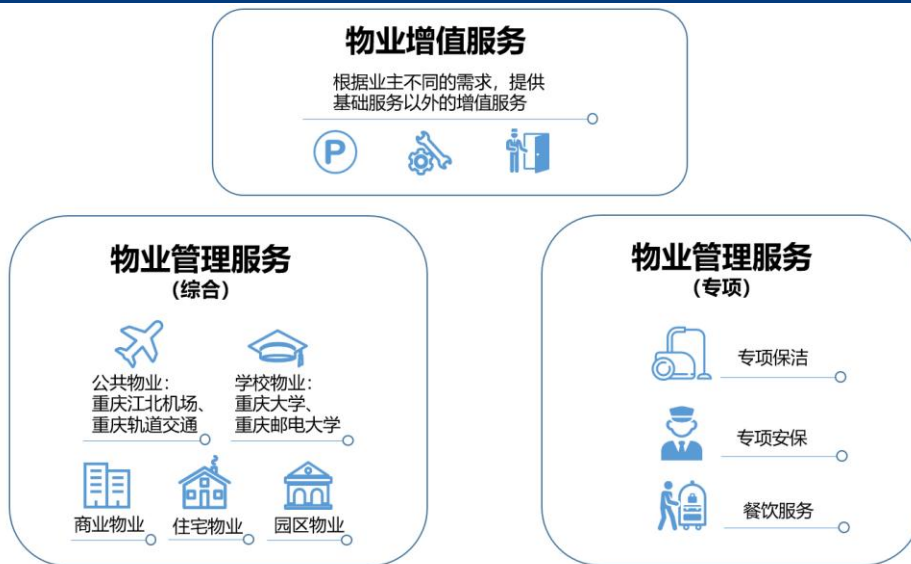 物业增值服务
根据业主不同的需求，提供
基础服务以外的增值服务
P
物业管理服务
(综合)
公共物业：
重庆江北机场、
重庆轨道交通
学校物业：
重庆大学、
重庆邮电大学
商业物业
住宅物业
园区物业
物业管理服务
(专项)
专项保洁
专项安保
餐饮服务